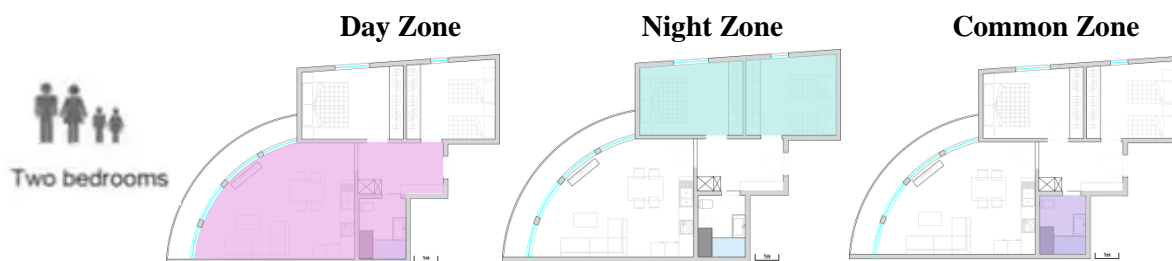 Day Zone
Night Zone
Common Zone
Two bedrooms
1m
1m
1m